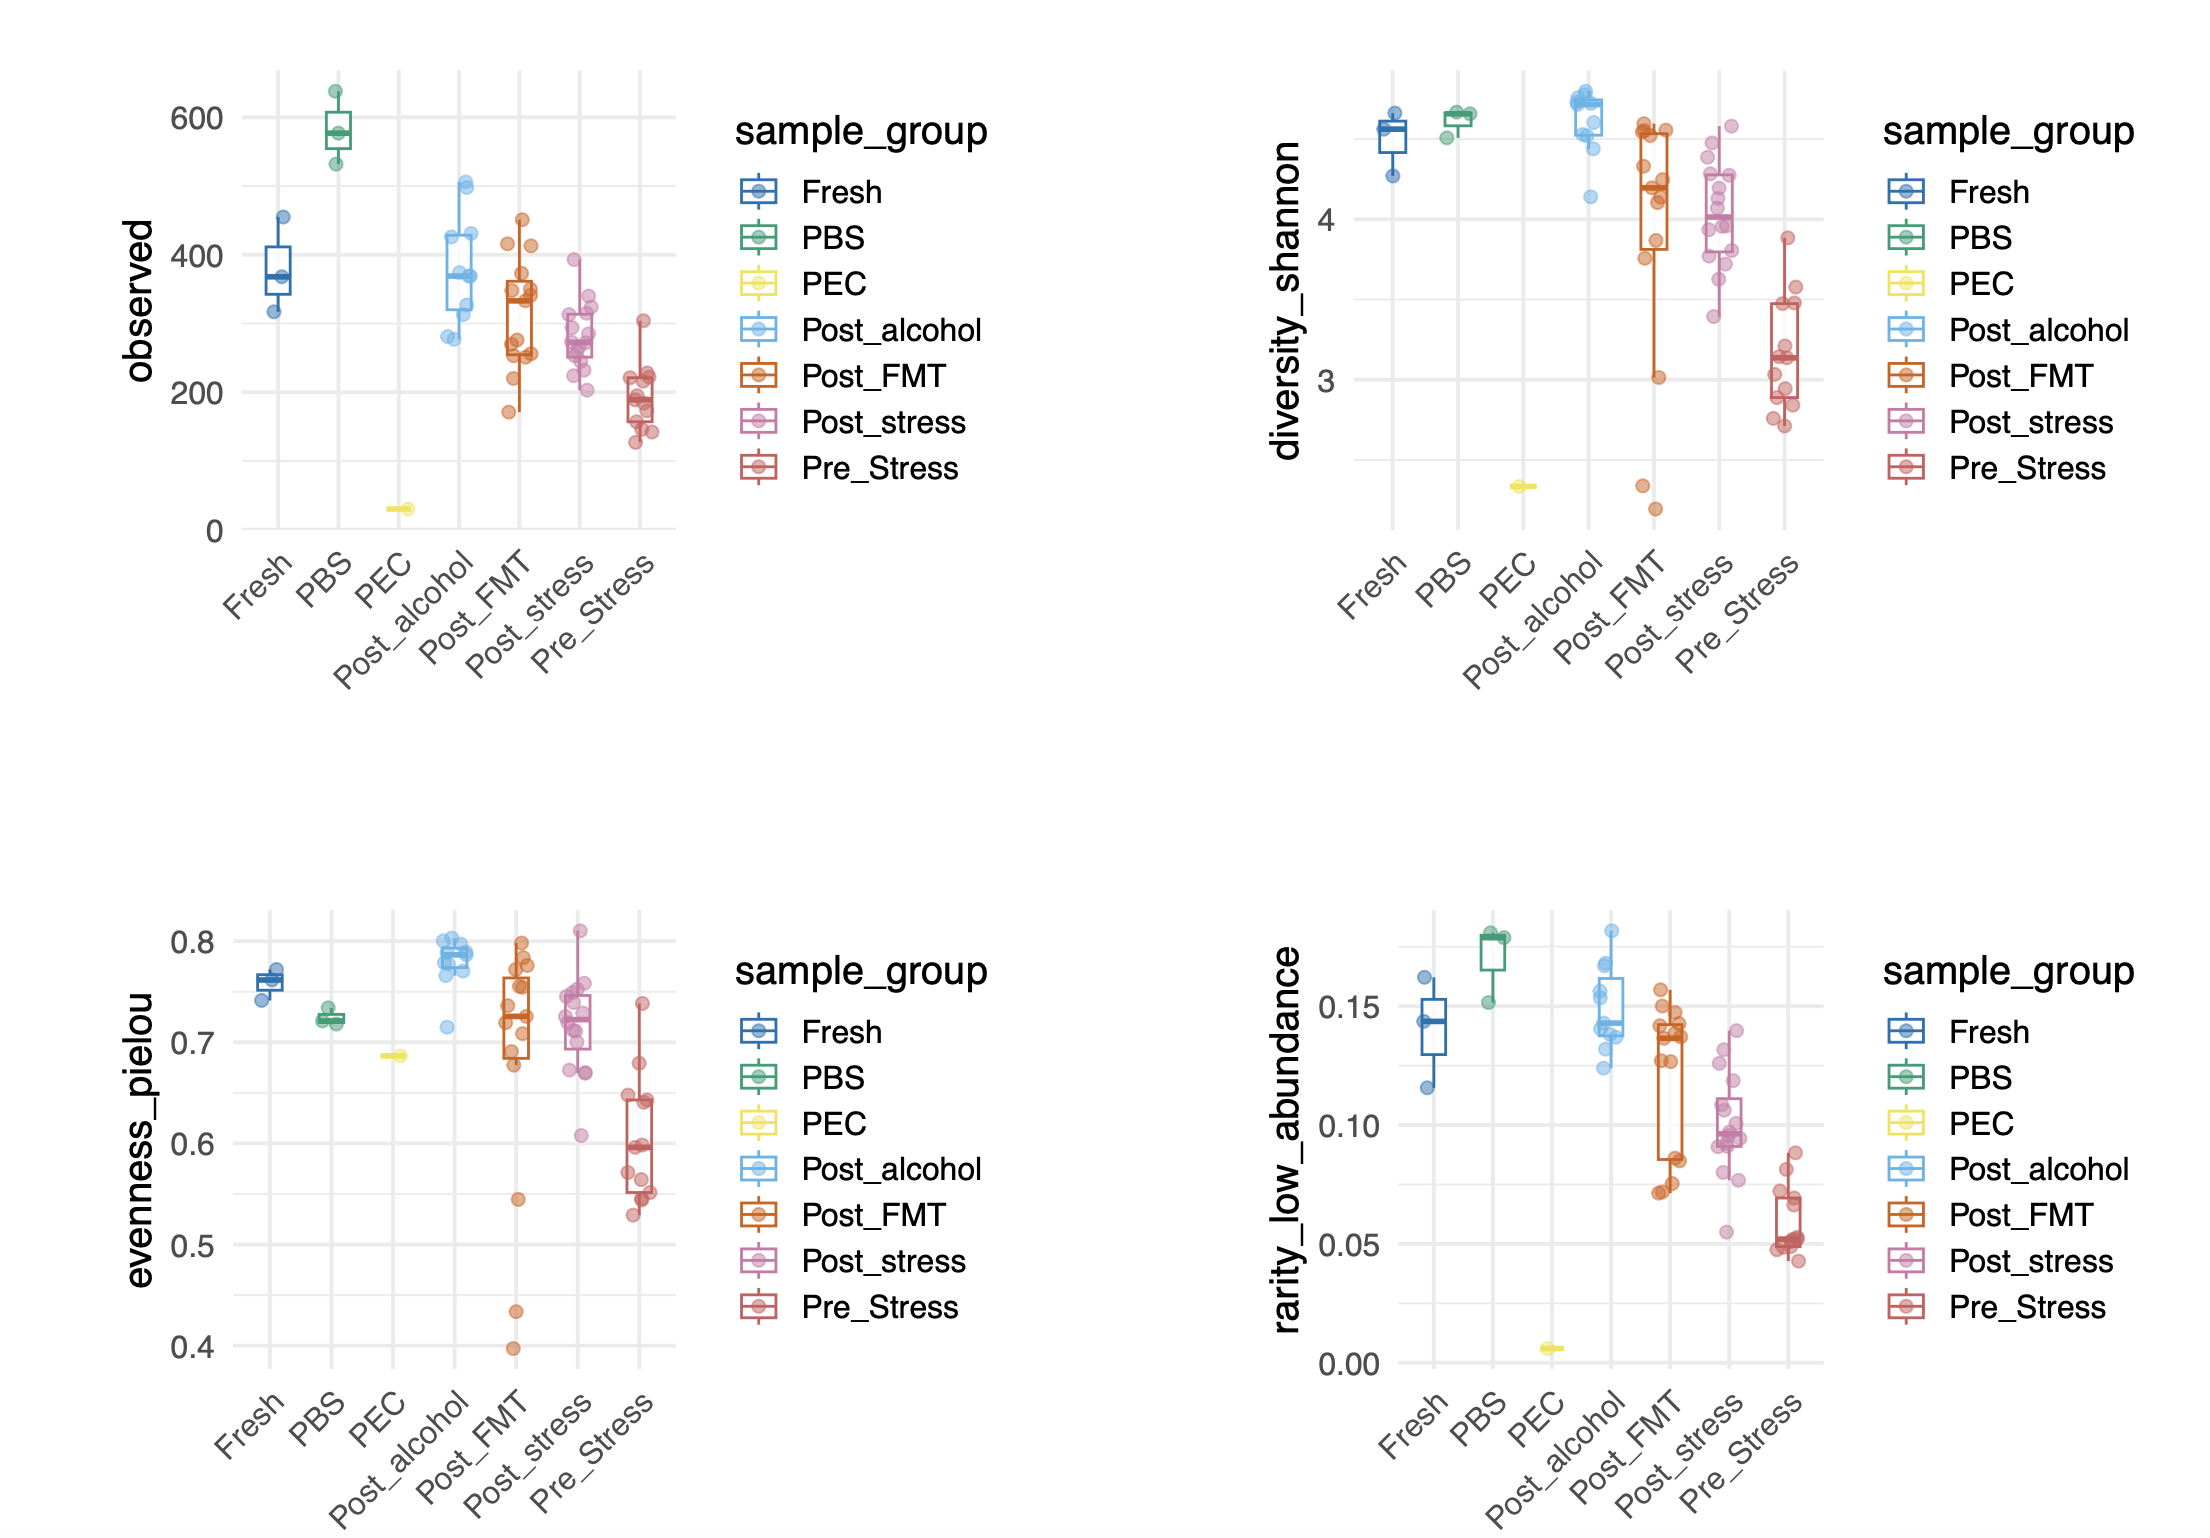 observed
600
400
200
0
Fresh
PBS
PEC
Post_alcohol
Post_FMT
Post_stress
Pre_Stress
sample_group
Fresh
PBS
PEC
Post_alcohol
Post_FMT
Post_stress
Pre_Stress
diversity_shannon
4
3
Fresh
PBS
PEC
Post_alcohol
Post_FMT
Post_stress
Pre_Stress
sample_group
Fresh
PBS
PEC
Post_alcohol
Post_FMT
Post_stress
Pre_Stress
evenness_pielou
0.8
0.7
0.6
0.5
0.4
Fresh
PBS
PEC
Post_alcohol
Post_FMT
Post_stress
Pre_Stress
sample_group
Fresh
PBS
PEC
Post_alcohol
Post_FMT
Post_stress
Pre_Stress
rarity_low_abundance
0.15
0.10
0.05
0.00
Fresh
PBS
PEC
Post_alcohol
Post_FMT
Post_stress
Pre_Stress
sample_group
Fresh
PBS
PEC
Post_alcohol
Post_FMT
Post_stress
Pre_Stress